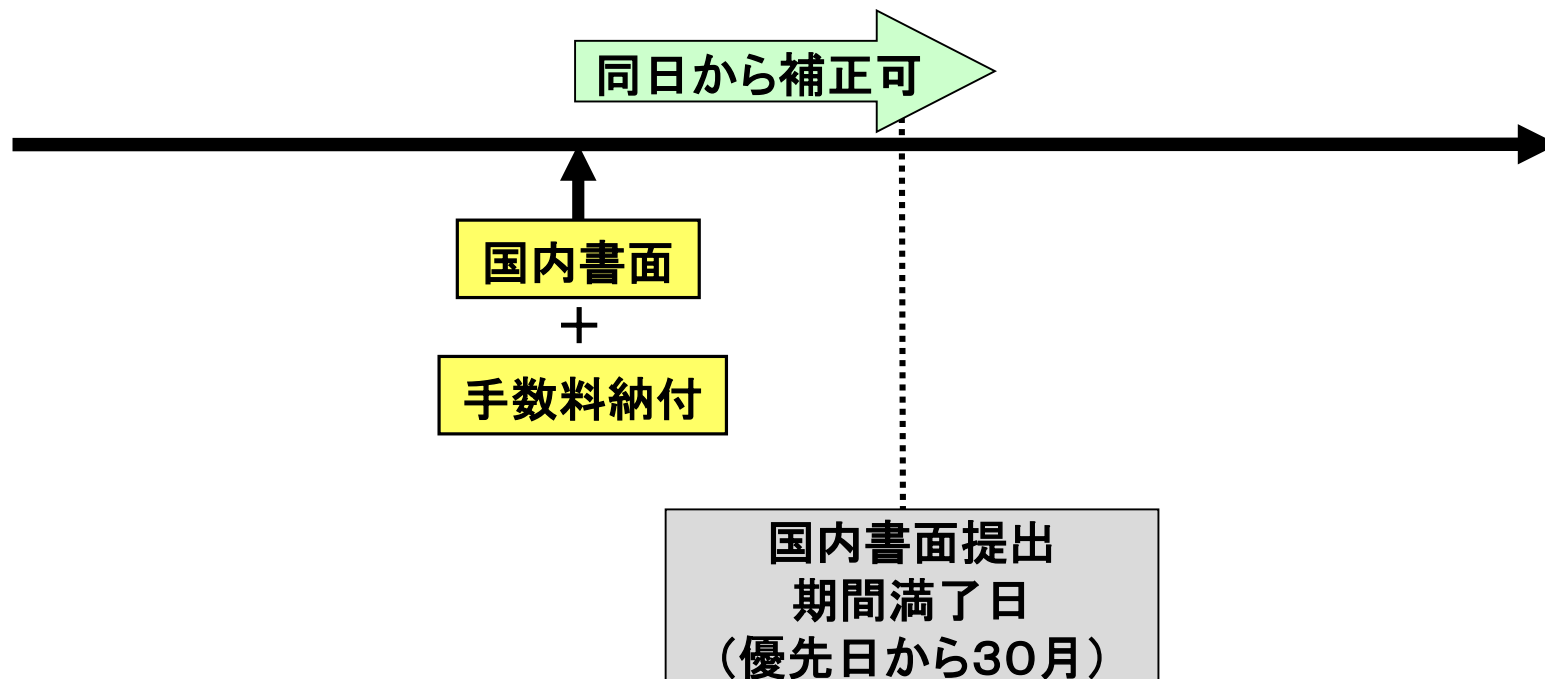 同日から補正可
国内書面
＋
手数料納付
国内書面提出
期間満了日
（優先日から３０月）